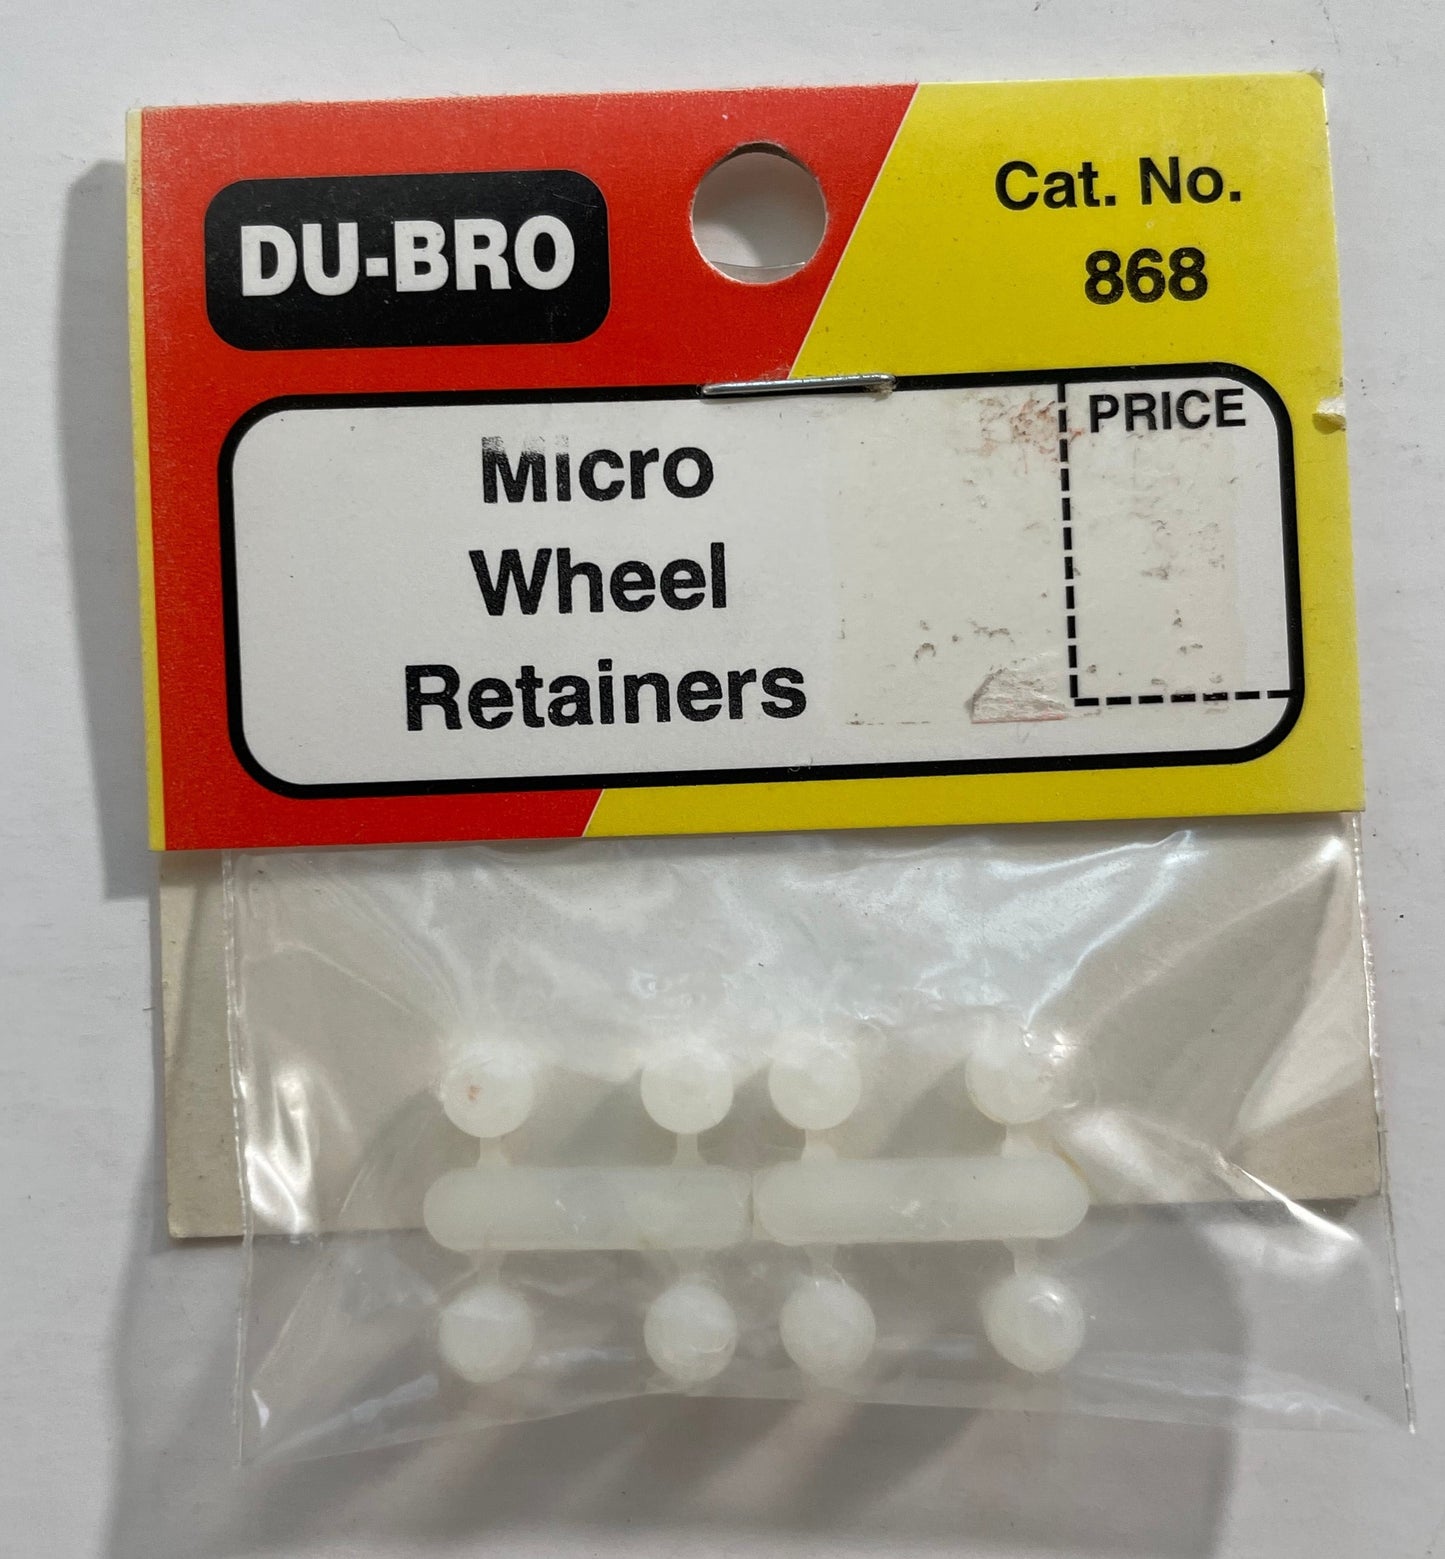 DU-BRO
Cat. No.
868
Micro
Wheel
Retainers
PRICE